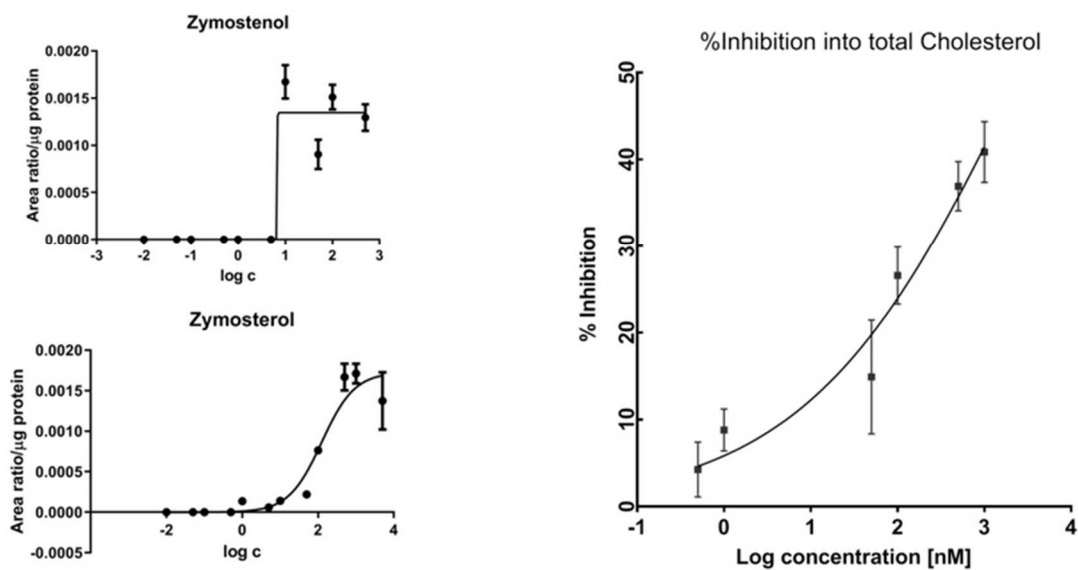 Zymostenol
Area ratio/µg protein
0.0020
0.0015
0.0010
0.0005
0.0000
-3 -2 -1 0 1 2 3
log c
Zymosterol
Area ratio/µg protein
0.0020
0.0015
0.0010
0.0005
0.0000
-0.0005
-2 0 2 4
log c
%Inhibition into total Cholesterol
% Inhibition
50
40
30
20
10
0
-1 0 1 2 3 4
Log concentration [nM]